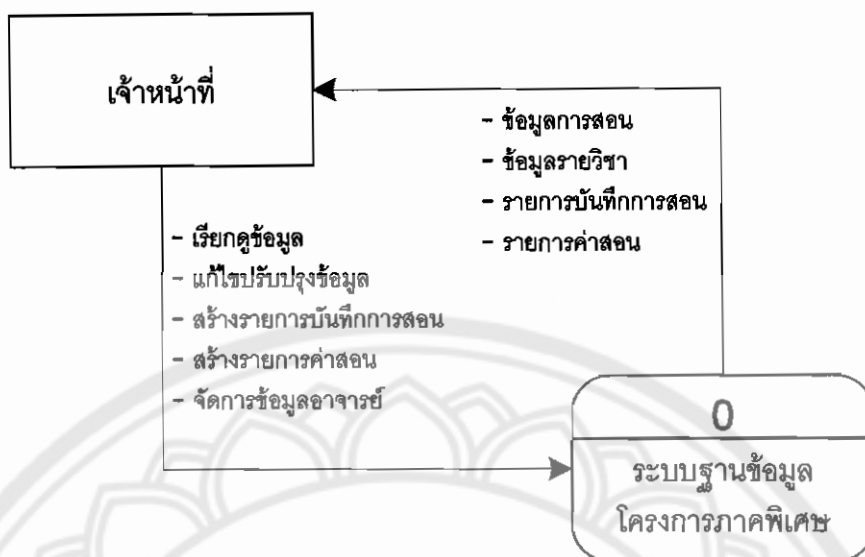 เจ้าหน้าที่
- ข้อมูลการสอน
- ข้อมูลรายวิชา
- รายการบันทึกการสอน
- รายการค่าสอน
- เรียกดูข้อมูล
- แก้ไขปรับปรุงข้อมูล
- สร้างรายการบันทึกการสอน
- สร้างรายการค่าสอน
- จัดการข้อมูลอาจารย์
0
ระบบฐานข้อมูล
โครงการภาคพิเศษ